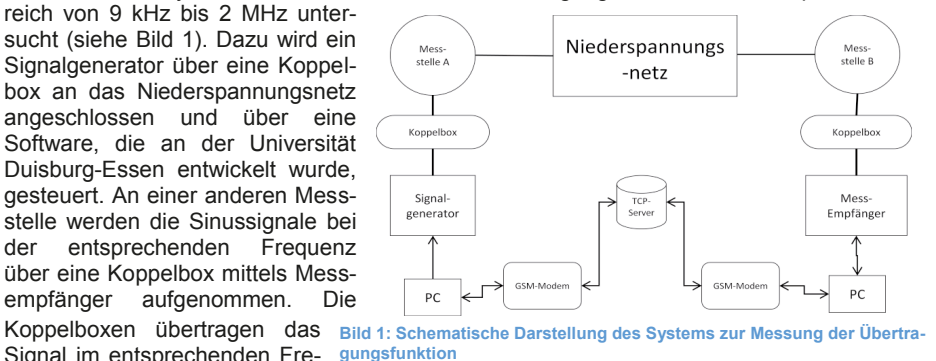 reich von 9 kHz bis 2 MHz unter-
sucht (siehe Bild 1). Dazu wird ein
Signalgenerator über eine Koppel-
box an das Niederspannungsnetz
angeschlossen und über eine
Software, die an der Universität
Duisburg-Essen entwickelt wurde,
gesteuert. An einer anderen Mess-
stelle werden die Sinussignale bei
der entsprechenden Frequenz
über eine Koppelbox mittels Mess-
empfänger aufgenommen. Die
Koppelboxen übertragen das
Signal im entsprechenden Fre-
Mess-
stelle A
Niederspannungs
-netz
Mess-
stelle B
Koppelbox
Koppelbox
Signal-
generator
TCP-
Server
Mess-
Empfänger
PC
GSM-Modem
GSM-Modem
PC
Bild 1: Schematische Darstellung des Systems zur Messung der Übertra-
gungsfunktion